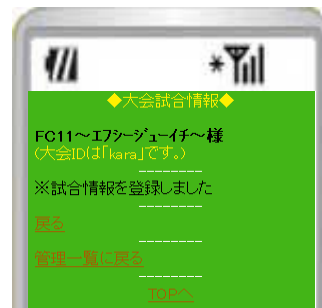 ◆大会試合情報◆
FC11～エフシージューイチ～様
(大会IDは「kara」です。)
--------
※試合情報を登録しました
--------
戻る
--------
管理一覧に戻る
--------
TOPへ